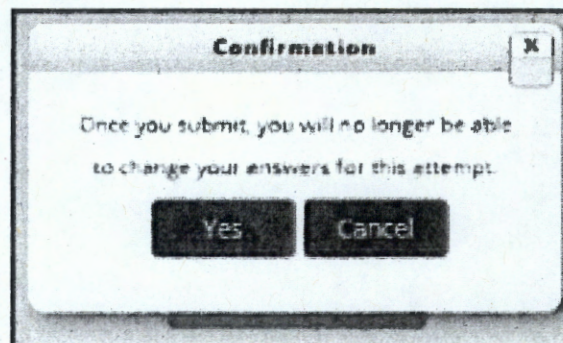 Confirmation
x
Once you submit, you will no longer be able
to change your answers for this attempt.
Yes Cancel